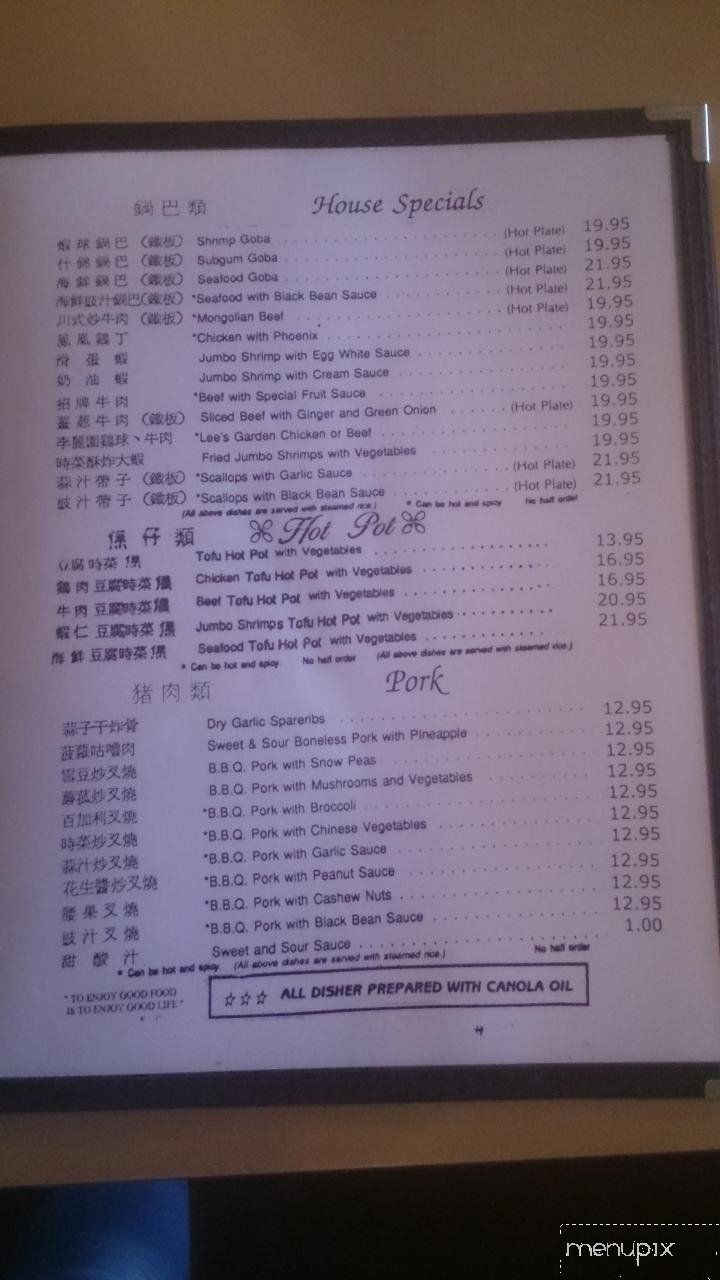 鍋巴類 House Specials
蝦球鍋巴（鐵板） Shrimp Goba (Hot Plate) 19.95
什錦鍋巴（鐵板） Subgum Goba (Hot Plate) 19.95
海鮮鍋巴（鐵板） Seafood Goba (Hot Plate) 21.95
海鮮豉汁鍋巴（鐵板） *Seafood with Black Bean Sauce (Hot Plate) 21.95
川式炒牛肉（鐵板） *Mongolian Beef (Hot Plate) 19.95
鳳凰鷄丁 *Chicken with Phoenix 19.95
滑蛋蝦 Jumbo Shrimp with Egg White Sauce 19.95
奶油蝦 Jumbo Shrimp with Cream Sauce 19.95
招牌牛肉 *Beef with Special Fruit Sauce 19.95
薑蔥牛肉（鐵板） Sliced Beef with Ginger and Green Onion (Hot Plate) 19.95
李麗園鷄球、牛肉 *Lee's Garden Chicken or Beef 19.95
時菜酥炸大蝦 Fried Jumbo Shrimps with Vegetables 19.95
蒜汁帶子（鐵板） *Scallops with Garlic Sauce (Hot Plate) 21.95
豉汁帶子（鐵板） *Scallops with Black Bean Sauce (Hot Plate) 21.95
(All above dishes are served with steamed rice.) * Can be hot and spicy No half order
煲仔類 Hot Pot
豆腐時菜煲 Tofu Hot Pot with Vegetables 13.95
鷄肉豆腐時菜煲 Chicken Tofu Hot Pot with Vegetables 16.95
牛肉豆腐時菜煲 Beef Tofu Hot Pot with Vegetables 16.95
蝦仁豆腐時菜煲 Jumbo Shrimps Tofu Hot Pot with Vegetables 20.95
海鮮豆腐時菜煲 Seafood Tofu Hot Pot with Vegetables 21.95
* Can be hot and spicy No half order (All above dishes are served with steamed rice.)
猪肉類 Pork
蒜子干炸骨 Dry Garlic Spareribs 12.95
菠蘿咕嚕肉 Sweet & Sour Boneless Pork with Pineapple 12.95
雪豆炒叉燒 B.B.Q. Pork with Snow Peas 12.95
蘑菇炒叉燒 B.B.Q. Pork with Mushrooms and Vegetables 12.95
百加利叉燒 *B.B.Q. Pork with Broccoli 12.95
時菜炒叉燒 *B.B.Q. Pork with Chinese Vegetables 12.95
蒜汁炒叉燒 *B.B.Q. Pork with Garlic Sauce 12.95
花生醬炒叉燒 *B.B.Q. Pork with Peanut Sauce 12.95
腰果叉燒 *B.B.Q. Pork with Cashew Nuts 12.95
豉汁叉燒 *B.B.Q. Pork with Black Bean Sauce 12.95
甜酸汁 Sweet and Sour Sauce 1.00
* Can be hot and spicy. (All above dishes are served with steamed rice.) No half order
" TO ENJOY GOOD FOOD
IS TO ENJOY GOOD LIFE "
☆☆☆ ALL DISHER PREPARED WITH CANOLA OIL
4
menupix